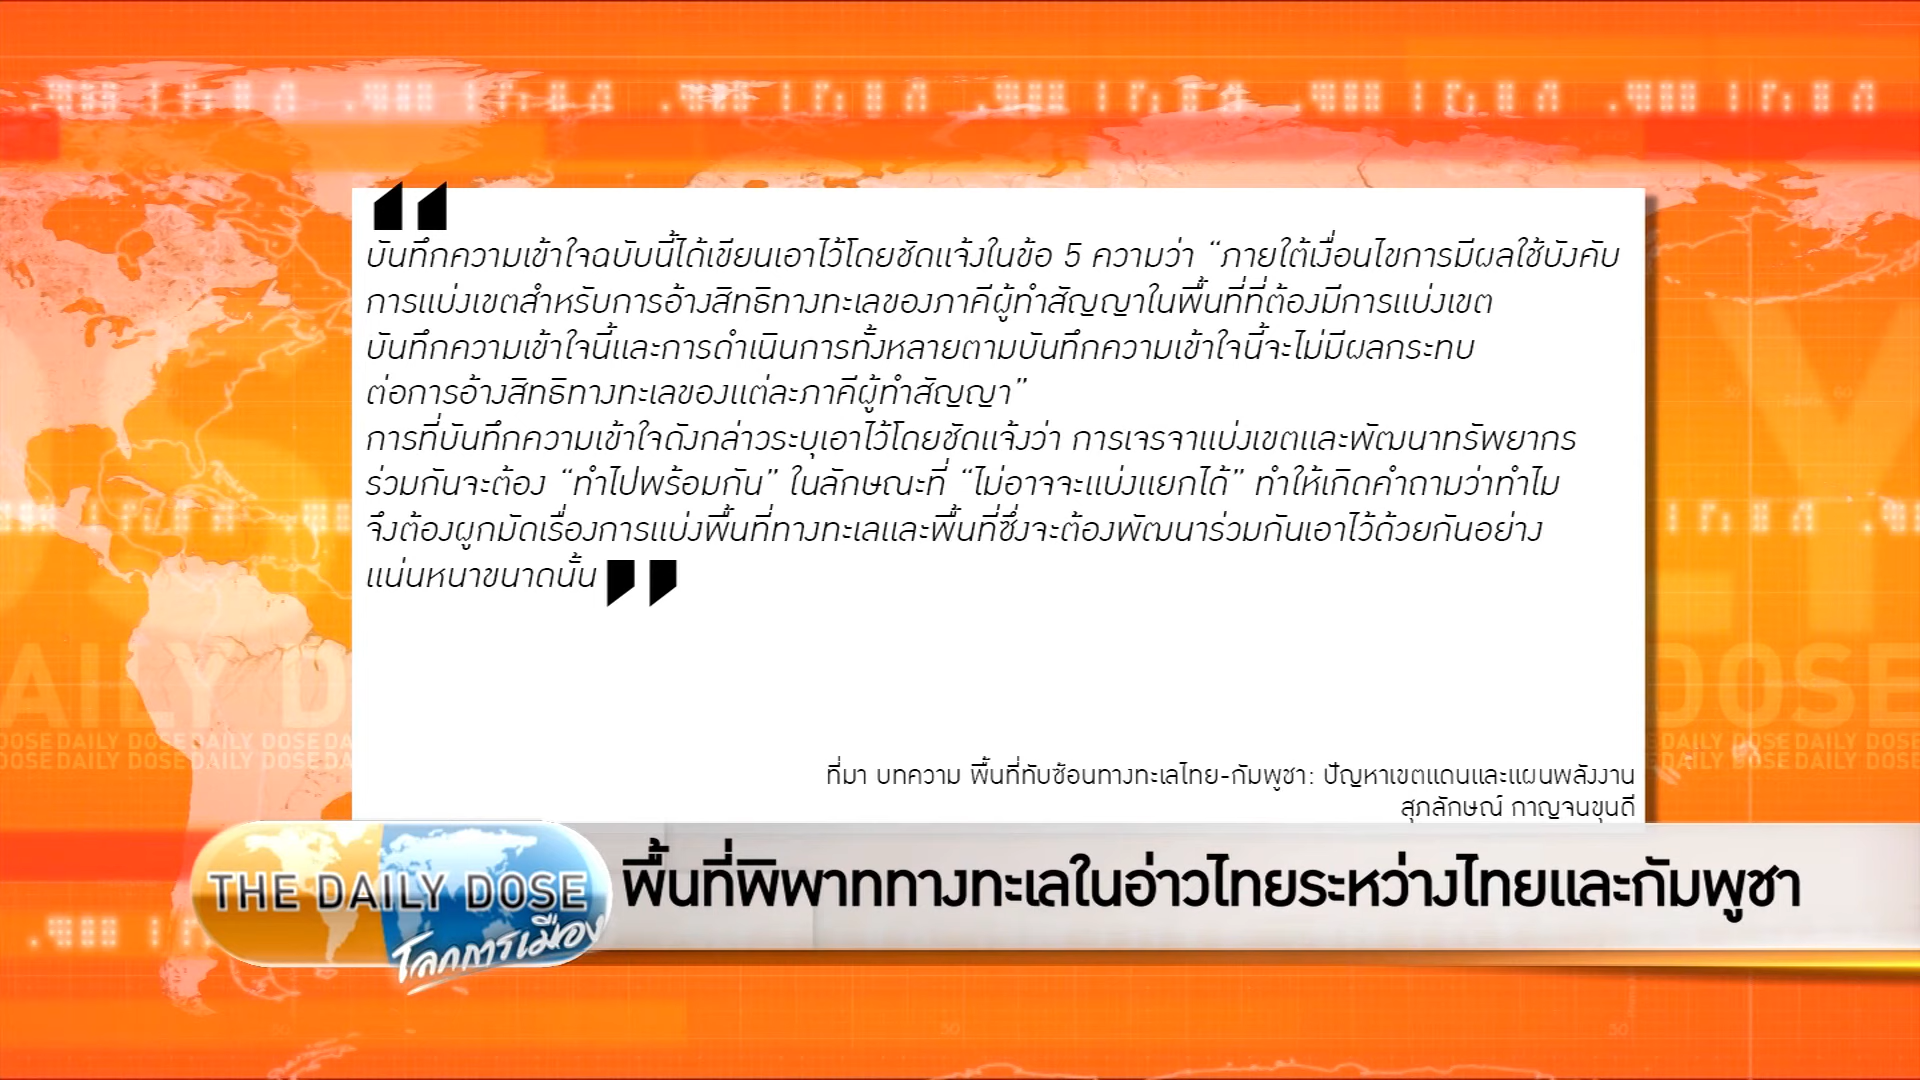 บันทึกความเข้าใจฉบับนี้ได้เขียนเอาไว้โดยชัดแจ้งในข้อ 5 ความว่า “ภายใต้เงื่อนไขการมีผลใช้บังคับ
การแบ่งเขตสำหรับการอ้างสิทธิทางทะเลของภาคีผู้ทำสัญญาในพื้นที่ที่ต้องมีการแบ่งเขต
บันทึกความเข้าใจนี้และการดำเนินการทั้งหลายตามบันทึกความเข้าใจนี้จะไม่มีผลกระทบ
ต่อการอ้างสิทธิทางทะเลของแต่ละภาคีผู้ทำสัญญา”
การที่บันทึกความเข้าใจดังกล่าวระบุเอาไว้โดยชัดแจ้งว่า การเจรจาแบ่งเขตและพัฒนาทรัพยากร
ร่วมกันจะต้อง “ทำไปพร้อมกัน” ในลักษณะที่ “ไม่อาจจะแบ่งแยกได้” ทำให้เกิดคำถามว่าทำไม
จึงต้องผูกมัดเรื่องการแบ่งพื้นที่ทางทะเลและพื้นที่ซึ่งจะต้องพัฒนาร่วมกันเอาไว้ด้วยกันอย่าง
แน่นหนาขนาดนั้น
ที่มา บทความ พื้นที่ทับซ้อนทางทะเลไทย-กัมพูชา: ปัญหาเขตแดนและแผนพลังงาน
สุภลักษณ์ กาญจนขุนดี
THE DAILY DOSE
โลกการเมือง
พื้นที่พิพาททางทะเลในอ่าวไทยระหว่างไทยและกัมพูชา